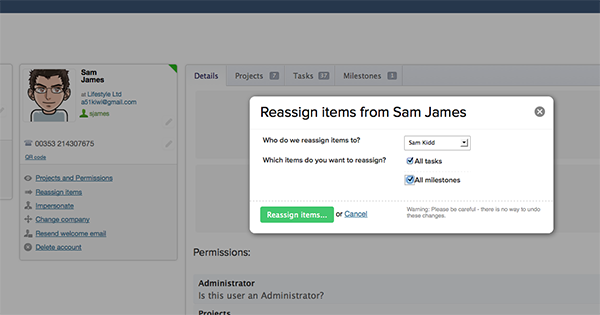 Sam
James
at Lifestyle Ltd
a51kiwi@gmail.com
sjames
00353 214307675
QR code
Projects and Permissions
Reassign items
Impersonate
Change company
Resend welcome email
Delete account
Details
Projects 7
Tasks 37
Milestones 3
Reassign items from Sam James
Who do we reassign items to?
Sam Kidd
Which items do you want to reassign?
All tasks
All milestones
Reassign items... or Cancel
Warning: Please be careful - there is no way to undo
these changes.
Permissions:
Administrator
Is this user an Administrator?
Projects